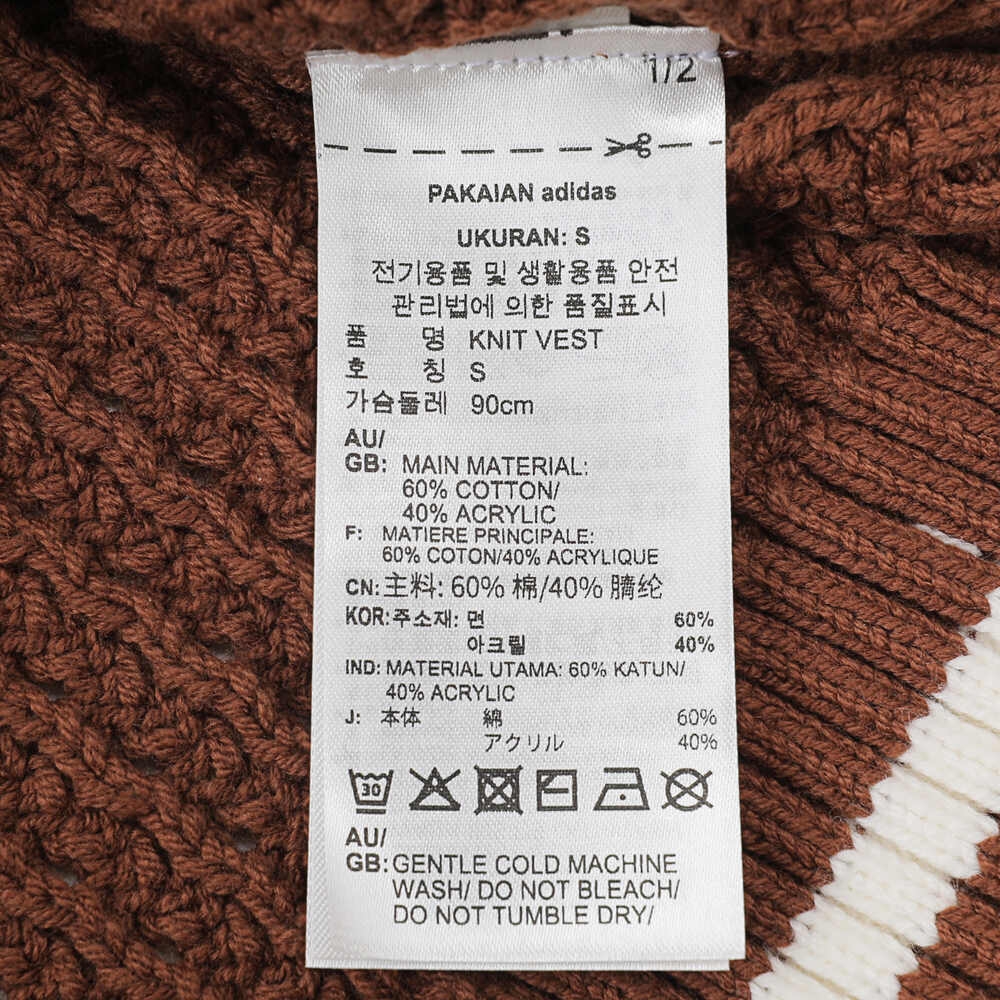 1/2
PAKAIAN adidas
UKURAN: S
전기용품 및 생활용품 안전
관리법에 의한 품질표시
품 명 KNIT VEST
호 칭 S
가슴둘레 90cm
AU/
GB: MAIN MATERIAL:
60% COTTON/
40% ACRYLIC
F: MATIERE PRINCIPALE:
60% COTON/40% ACRYLIQUE
CN: 主料: 60% 棉/40% 腈纶
KOR: 주소재: 면 60%
아크릴 40%
IND: MATERIAL UTAMA: 60% KATUN/
40% ACRYLIC
J: 本体 綿 60%
アクリル 40%
30
AU/
GB: GENTLE COLD MACHINE
WASH/ DO NOT BLEACH/
DO NOT TUMBLE DRY/